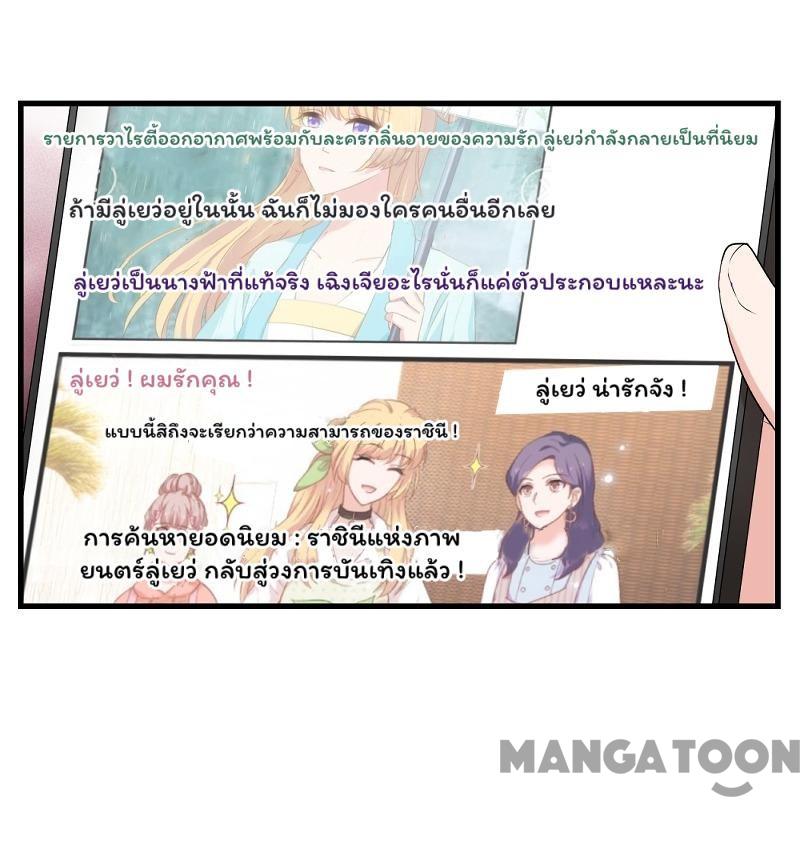 รายการวาไรตี้ออกอากาศพร้อมกับละครกลิ่นอายของความรัก ลู่เยว่กำลังกลายเป็นที่นิยม
ถ้ามีลู่เยว่อยู่ในนั้น ฉันก็ไม่มองใครคนอื่นอีกเลย
ลู่เยว่เป็นนางฟ้าที่แท้จริง เฉิงเจียอะไรนั่นก็แค่ตัวประกอบแหละนะ
ลู่เยว่ ! ผมรักคุณ !
ลู่เยว่ น่ารักจัง !
แบบนี้สิถึงจะเรียกว่าความสามารถของราชินี !
การค้นหายอดนิยม : ราชินีแห่งภาพ
ยนตร์ลู่เยว่ กลับสู่วงการบันเทิงแล้ว !
MANGATOON